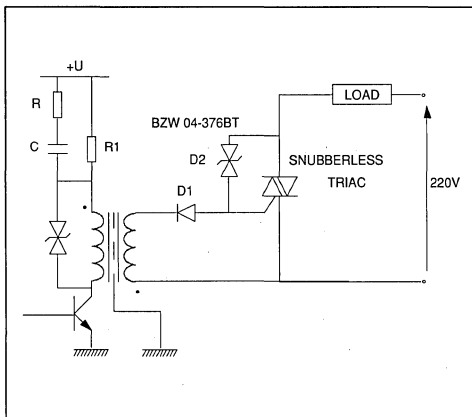 +U
R
C
R1
BZW 04-376BT
D2
D1
LOAD
SNUBBERLESS
TRIAC
220V